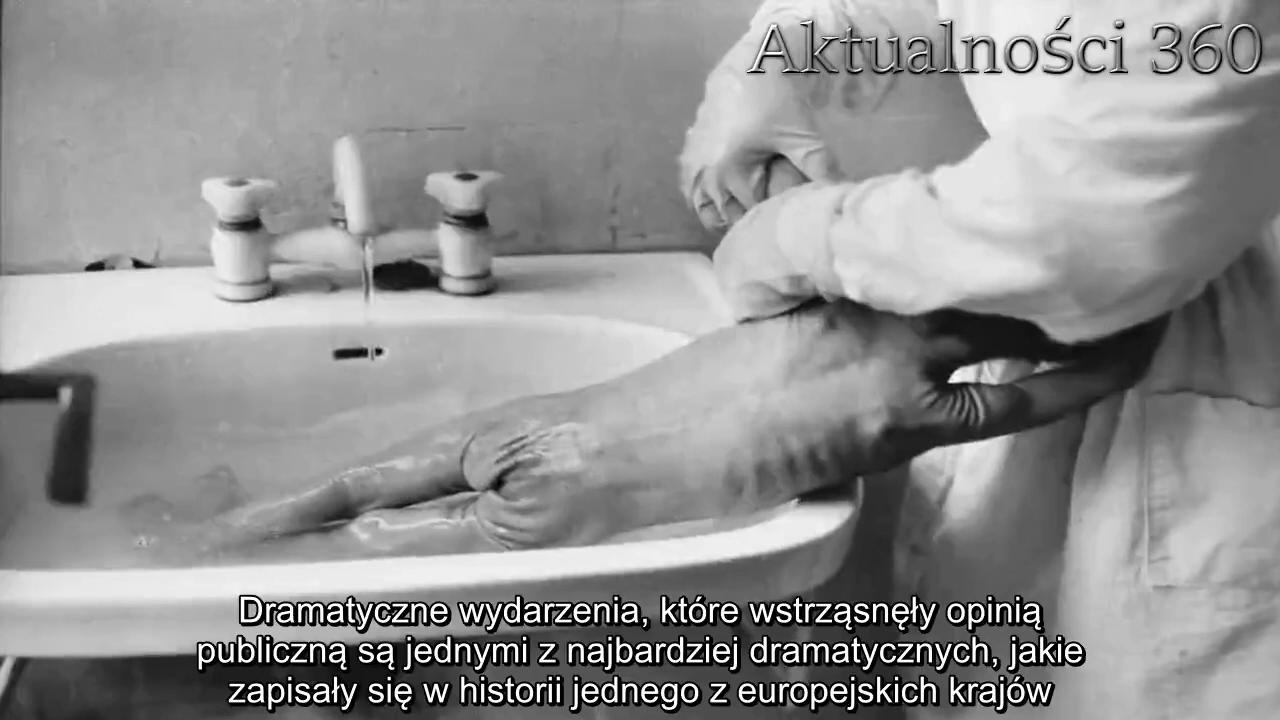 Aktualności 360
Dramatyczne wydarzenia, które wstrząsnęły opinią
publiczną są jednymi z najbardziej dramatycznych, jakie
zapisały się w historii jednego z europejskich krajów